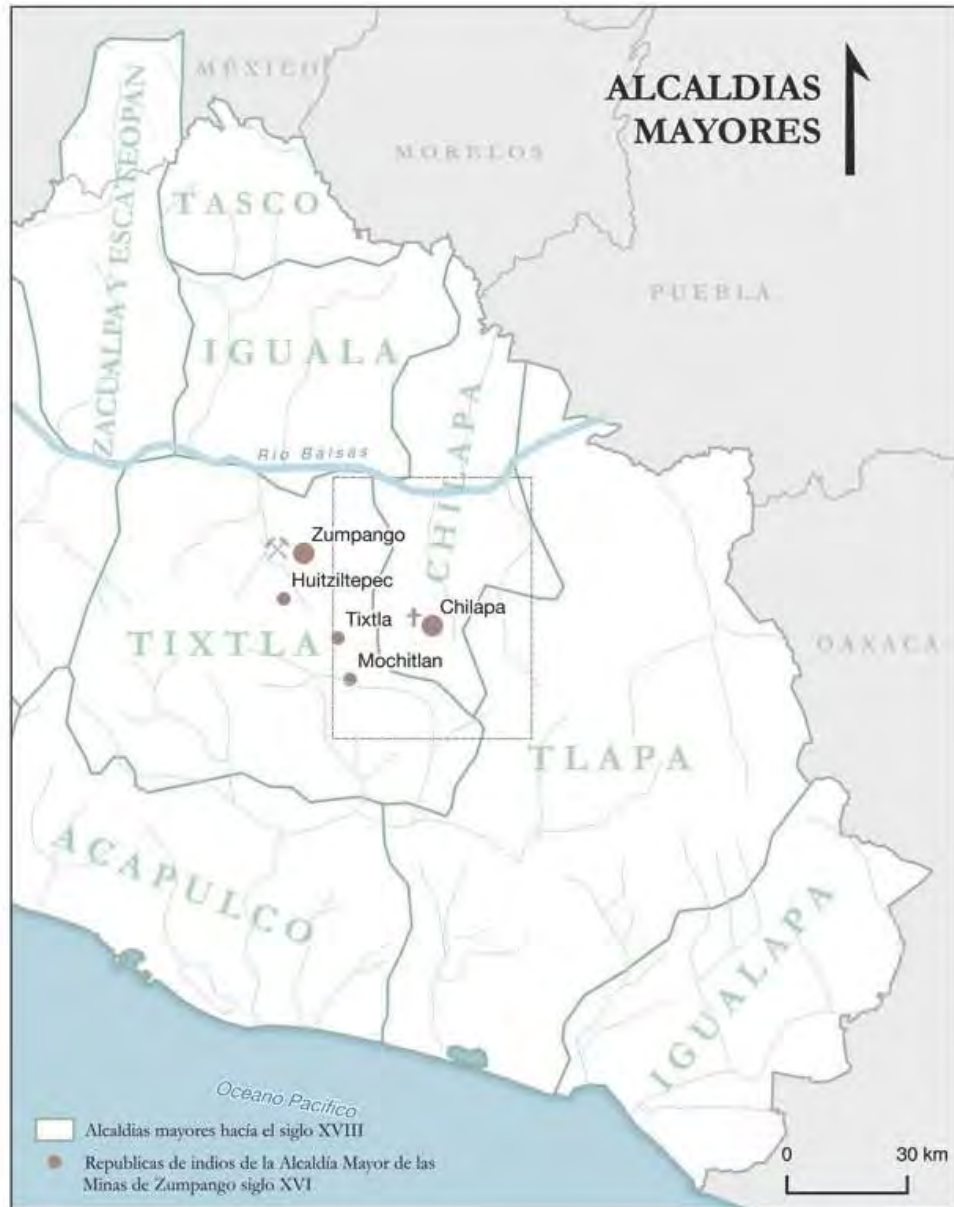 ALCALDIAS
MAYORES
MÉXICO
MORELOS
PUEBLA
OAXACA
ZACUALPA Y ESCATEOPAN
TASCO
IGUALA
CHILAPA
Río Balsas
Zumpango
Huitziltepec
Tixtla
Chilapa
Mochitlan
TIXTLA
TLAPA
ACAPULCO
IGUALAPA
Oceano Pacífico
Alcaldias mayores hacía el siglo XVIII
Republicas de indios de la Alcaldía Mayor de las
Minas de Zumpango siglo XVI
0 30 km